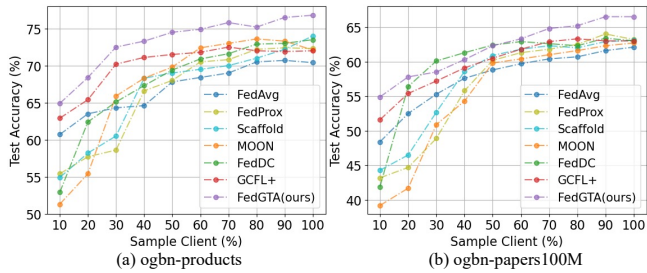 Test Accuracy (%)
75
70
65
60
55
50
FedAvg
FedProx
Scaffold
MOON
FedDC
GCFL+
FedGTA(ours)
10 20 30 40 50 60 70 80 90 100
Sample Client (%)
(a) ogbn-products
Test Accuracy (%)
65
60
55
50
45
40
FedAvg
FedProx
Scaffold
MOON
FedDC
GCFL+
FedGTA(ours)
10 20 30 40 50 60 70 80 90 100
Sample Client (%)
(b) ogbn-papers100M